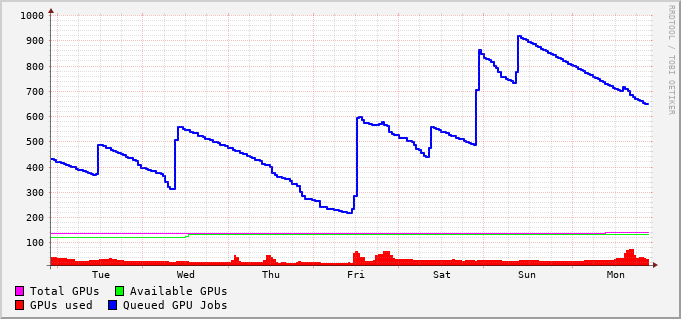 1000
900
800
700
600
500
400
300
200
100
Tue Wed Thu Fri Sat Sun Mon
Total GPUs Available GPUs
GPUs used Queued GPU Jobs
RRDTOOL / TOBI OETIKER